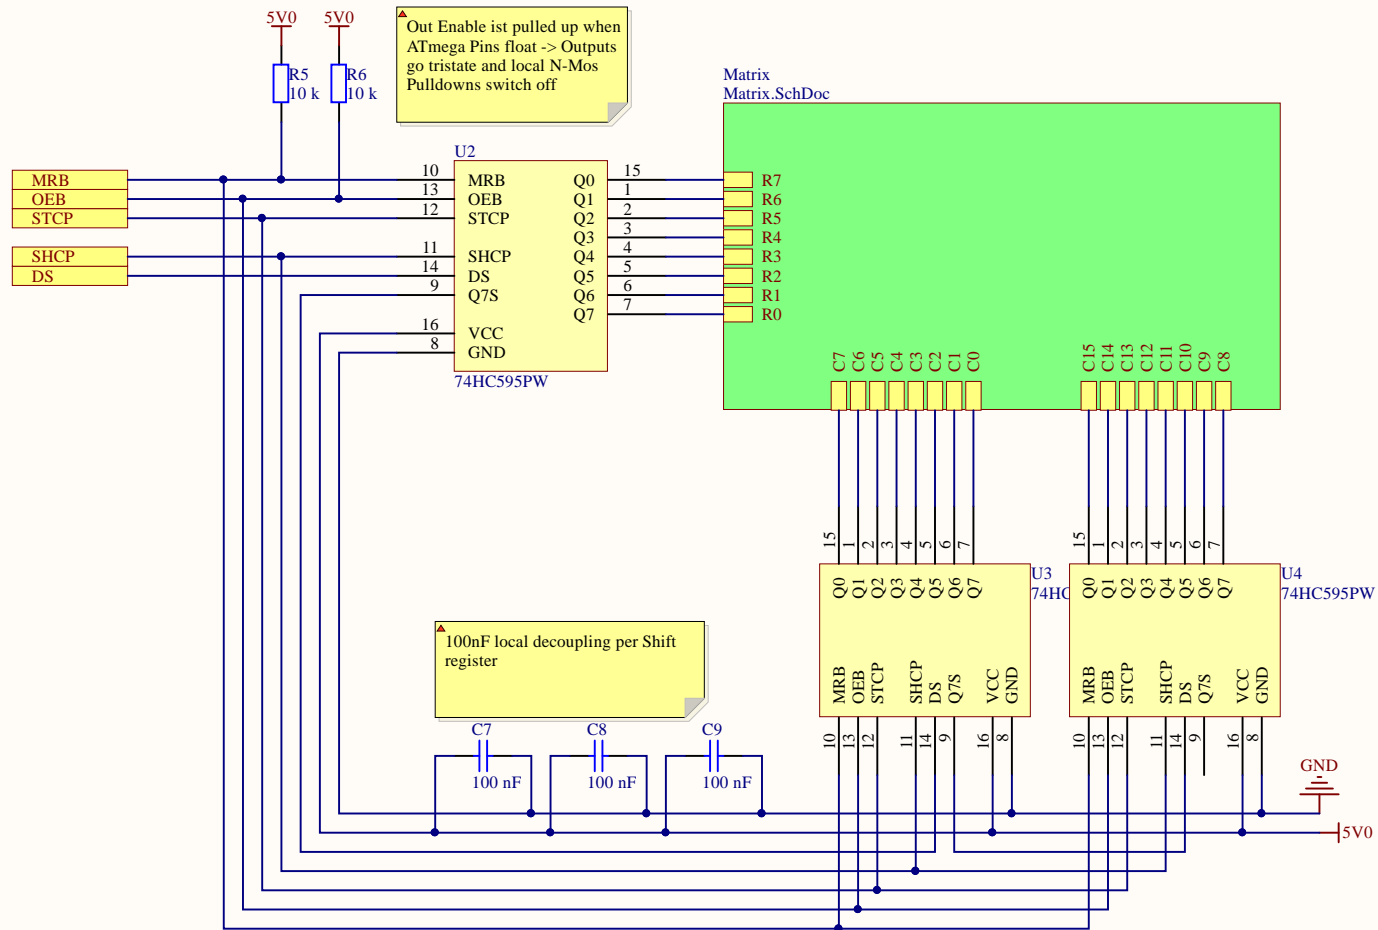 5V0
5V0
R5
10 k
R6
10 k
Out Enable ist pulled up when
ATmega Pins float -> Outputs
go tristate and local N-Mos
Pulldowns switch off
Matrix
Matrix.SchDoc
MRB
OEB
STCP
SHCP
DS
U2
10
13
12
11
14
9
16
8
MRB
OEB
STCP
SHCP
DS
Q7S
VCC
GND
Q0
Q1
Q2
Q3
Q4
Q5
Q6
Q7
15
1
2
3
4
5
6
7
74HC595PW
R7
R6
R5
R4
R3
R2
R1
R0
C7
C6
C5
C4
C3
C2
C1
C0
C15
C14
C13
C12
C11
C10
C9
C8
15
1
2
3
4
5
6
7
Q0
Q1
Q2
Q3
Q4
Q5
Q6
Q7
U3
74HC
MRB
OEB
STCP
SHCP
DS
Q7S
VCC
GND
10
13
12
11
14
9
16
8
15
1
2
3
4
5
6
7
Q0
Q1
Q2
Q3
Q4
Q5
Q6
Q7
U4
74HC595PW
MRB
OEB
STCP
SHCP
DS
Q7S
VCC
GND
10
13
12
11
14
9
16
8
100nF local decoupling per Shift
register
C7
100 nF
C8
100 nF
C9
100 nF
GND
5V0